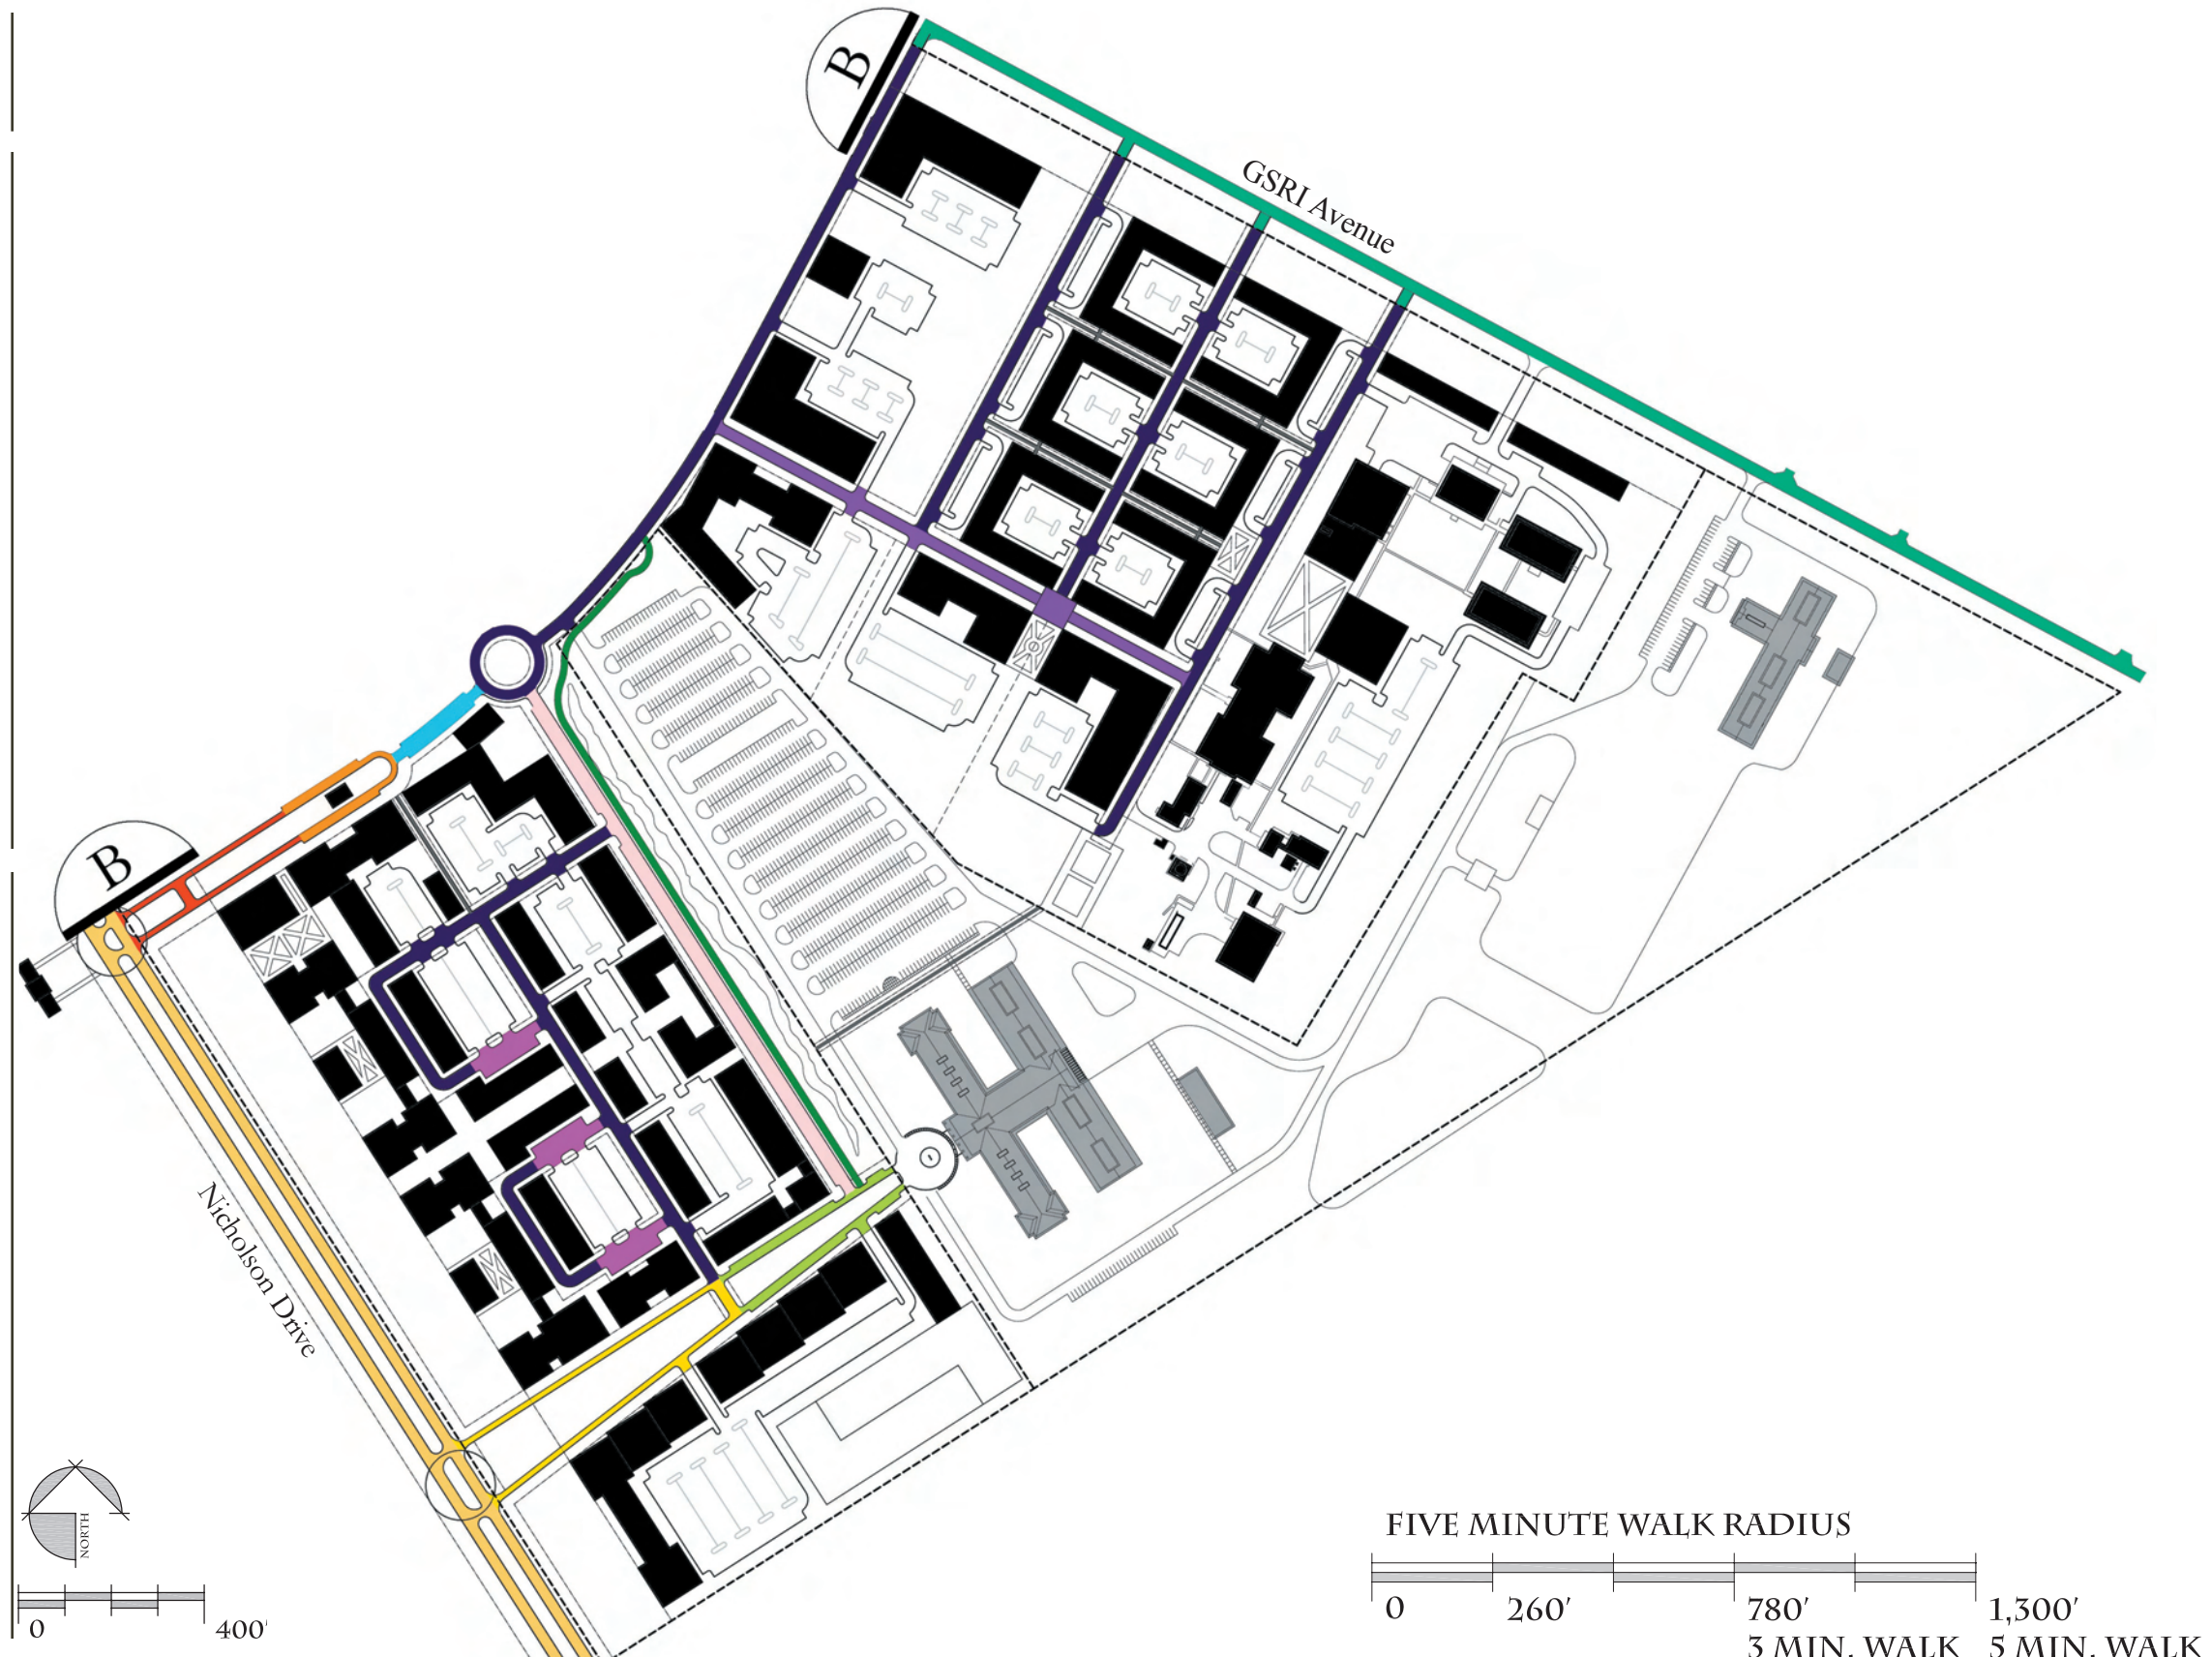 B
GSRI Avenue
B
Nicholson Drive
NORTH
0 400'
FIVE MINUTE WALK RADIUS
0 260' 780' 1,300'
3 MIN. WALK 5 MIN. WALK